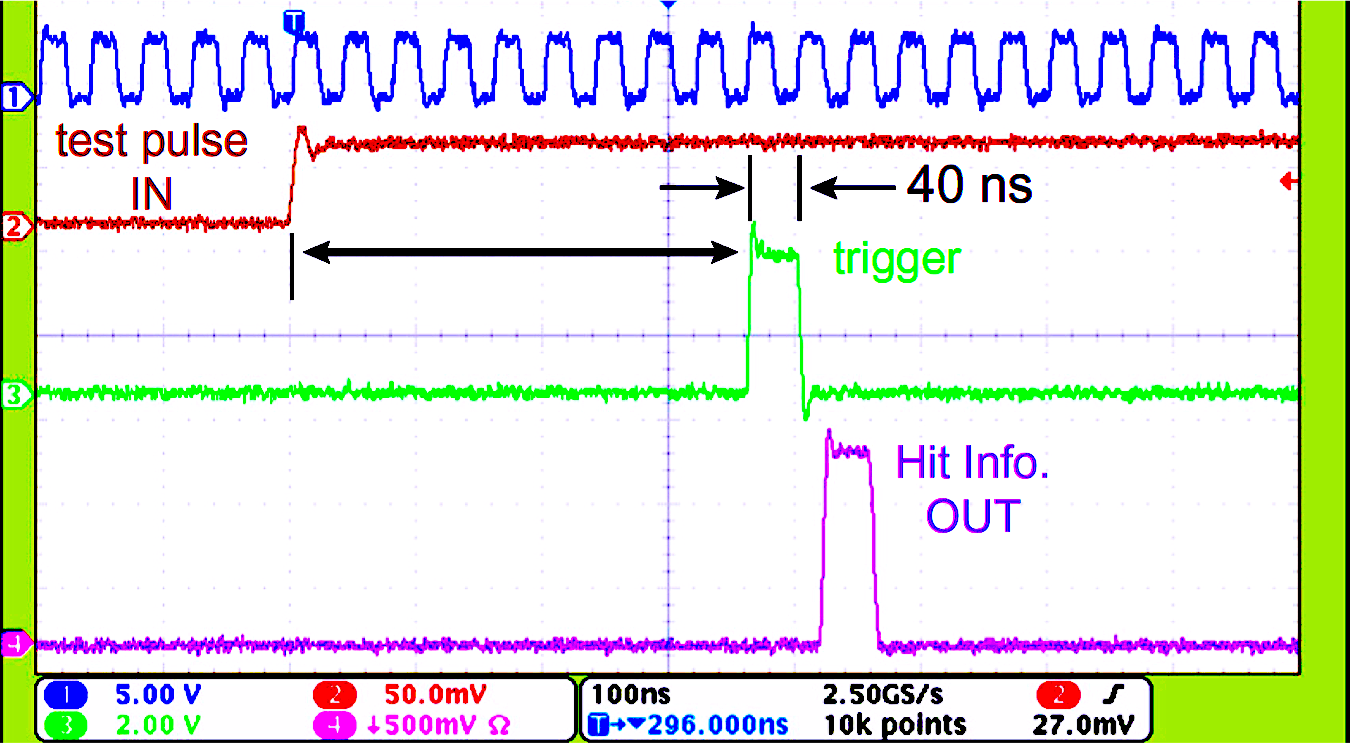 T
1
test pulse
IN
2
40 ns
trigger
3
Hit Info.
OUT
4
1 5.00 V 2 50.0mV
3 2.00 V 4 ↓500mV Ω
100ns 2.50GS/s 2 ʃ
T→▼296.000ns 10k points 27.0mV